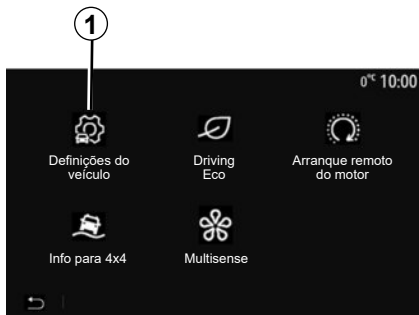 1
0°C 10:00
Definições do
veículo
Driving
Eco
Arranque remoto
do motor
Info para 4x4
Multisense